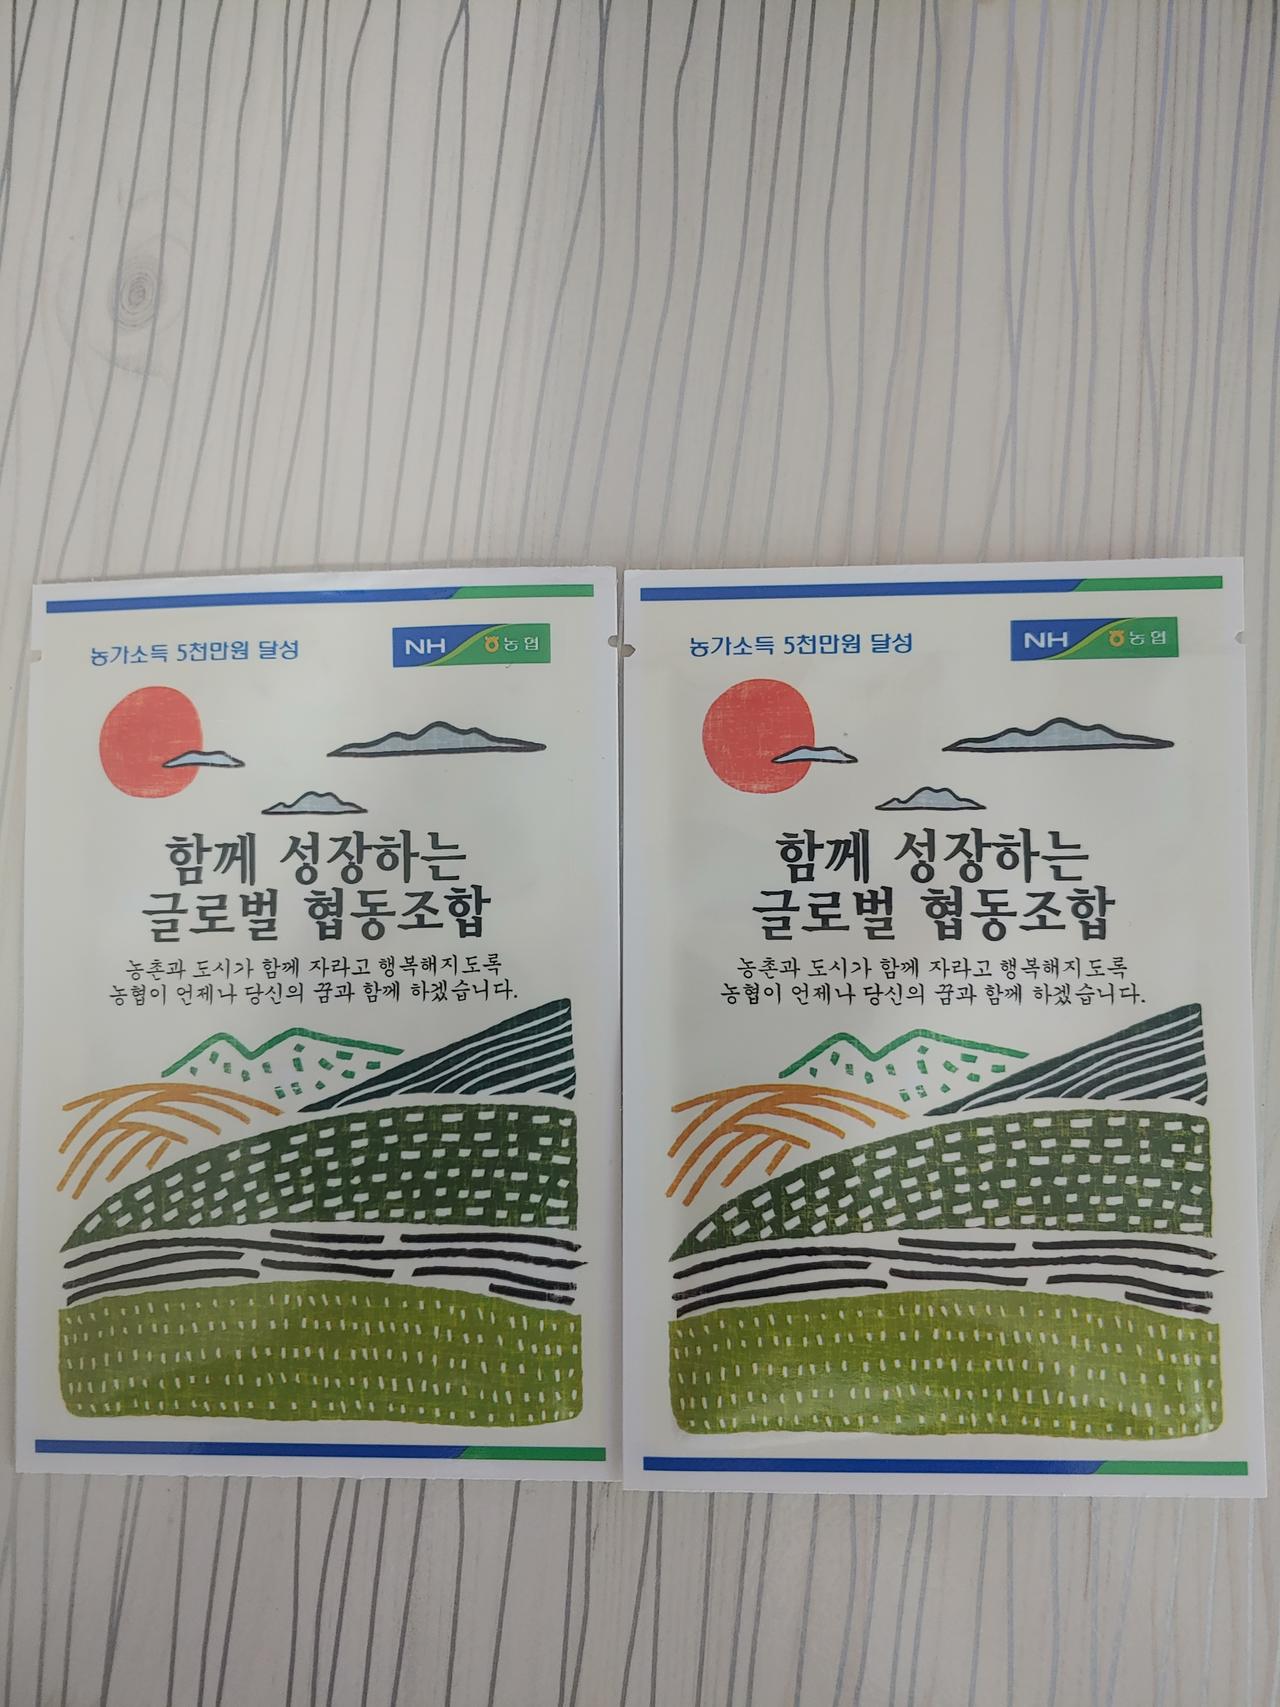 농가소득 5천만원 달성
NH 농협
함께 성장하는
글로벌 협동조합
농촌과 도시가 함께 자라고 행복해지도록
농협이 언제나 당신의 꿈과 함께 하겠습니다.
농가소득 5천만원 달성
NH 농협
함께 성장하는
글로벌 협동조합
농촌과 도시가 함께 자라고 행복해지도록
농협이 언제나 당신의 꿈과 함께 하겠습니다.